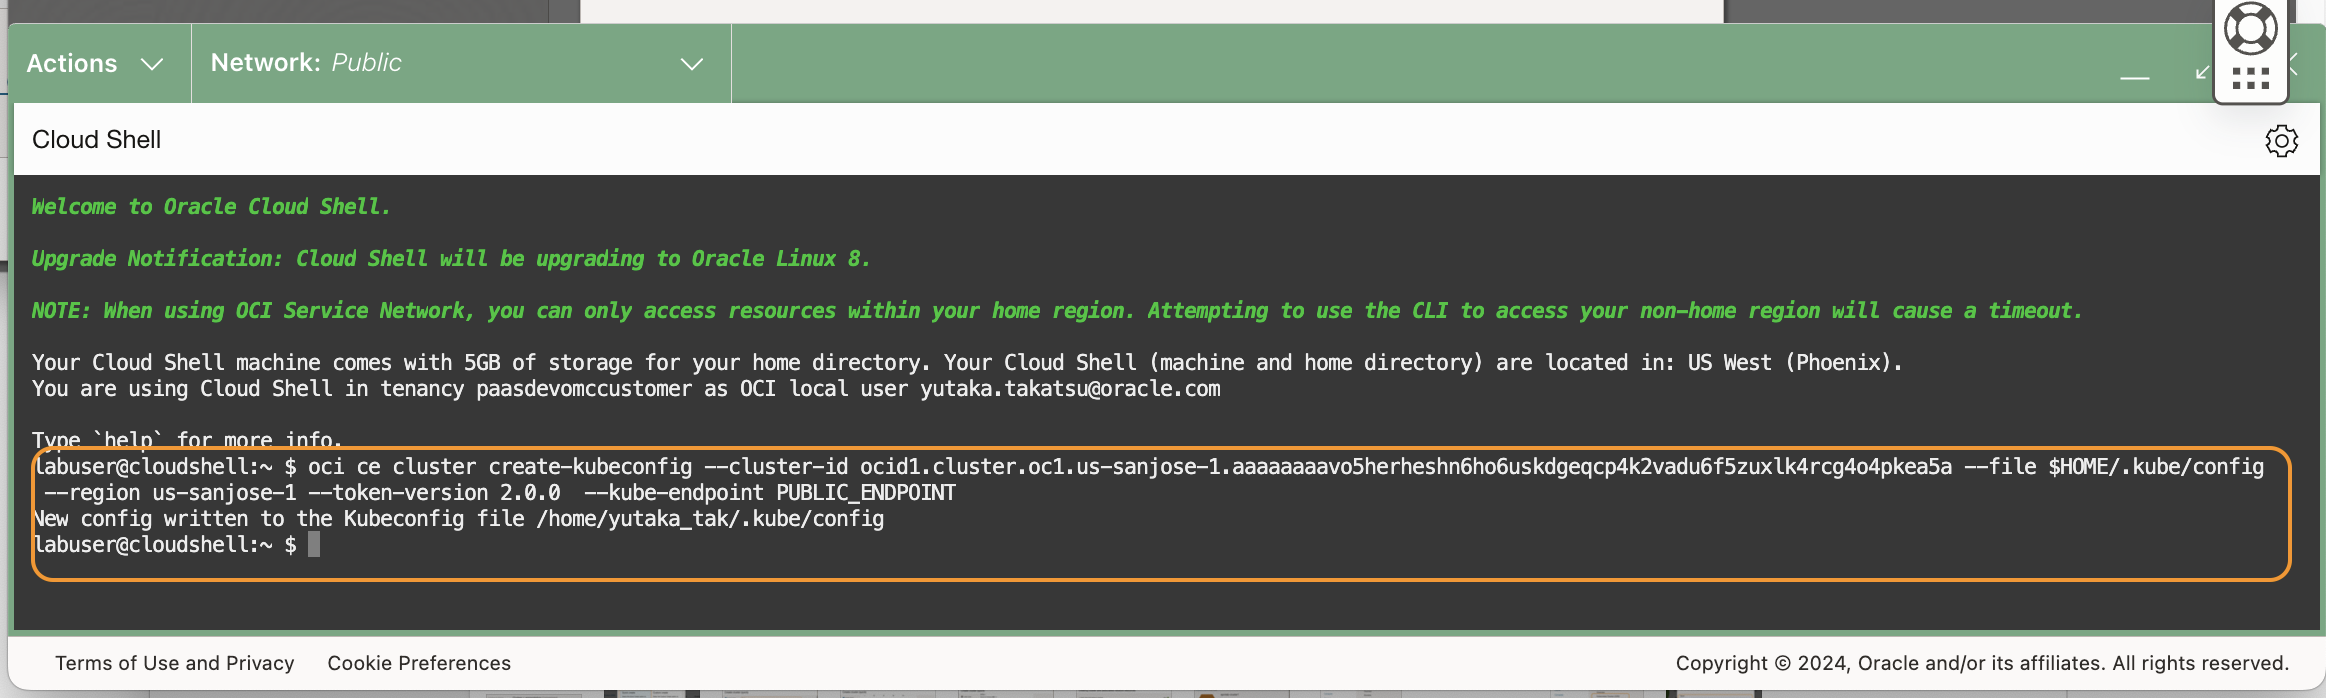 Actions
Network: Public
Cloud Shell
Welcome to Oracle Cloud Shell.
Upgrade Notification: Cloud Shell will be upgrading to Oracle Linux 8.
NOTE: When using OCI Service Network, you can only access resources within your home region. Attempting to use the CLI to access your non-home region will cause a timeout.
Your Cloud Shell machine comes with 5GB of storage for your home directory. Your Cloud Shell (machine and home directory) are located in: US West (Phoenix).
You are using Cloud Shell in tenancy paasdevomccustomer as OCI local user yutaka.takatsu@oracle.com
Type `help` for more info.
labuser@cloudshell:~ $ oci ce cluster create-kubeconfig --cluster-id ocid1.cluster.oc1.us-sanjose-1.aaaaaaaavo5herheshn6ho6uskdgeqcp4k2vadu6f5zuxlk4rcg4o4pkea5a --file $HOME/.kube/config
--region us-sanjose-1 --token-version 2.0.0  --kube-endpoint PUBLIC_ENDPOINT
New config written to the Kubeconfig file /home/yutaka_tak/.kube/config
labuser@cloudshell:~ $
Terms of Use and Privacy
Cookie Preferences
Copyright © 2024, Oracle and/or its affiliates. All rights reserved.